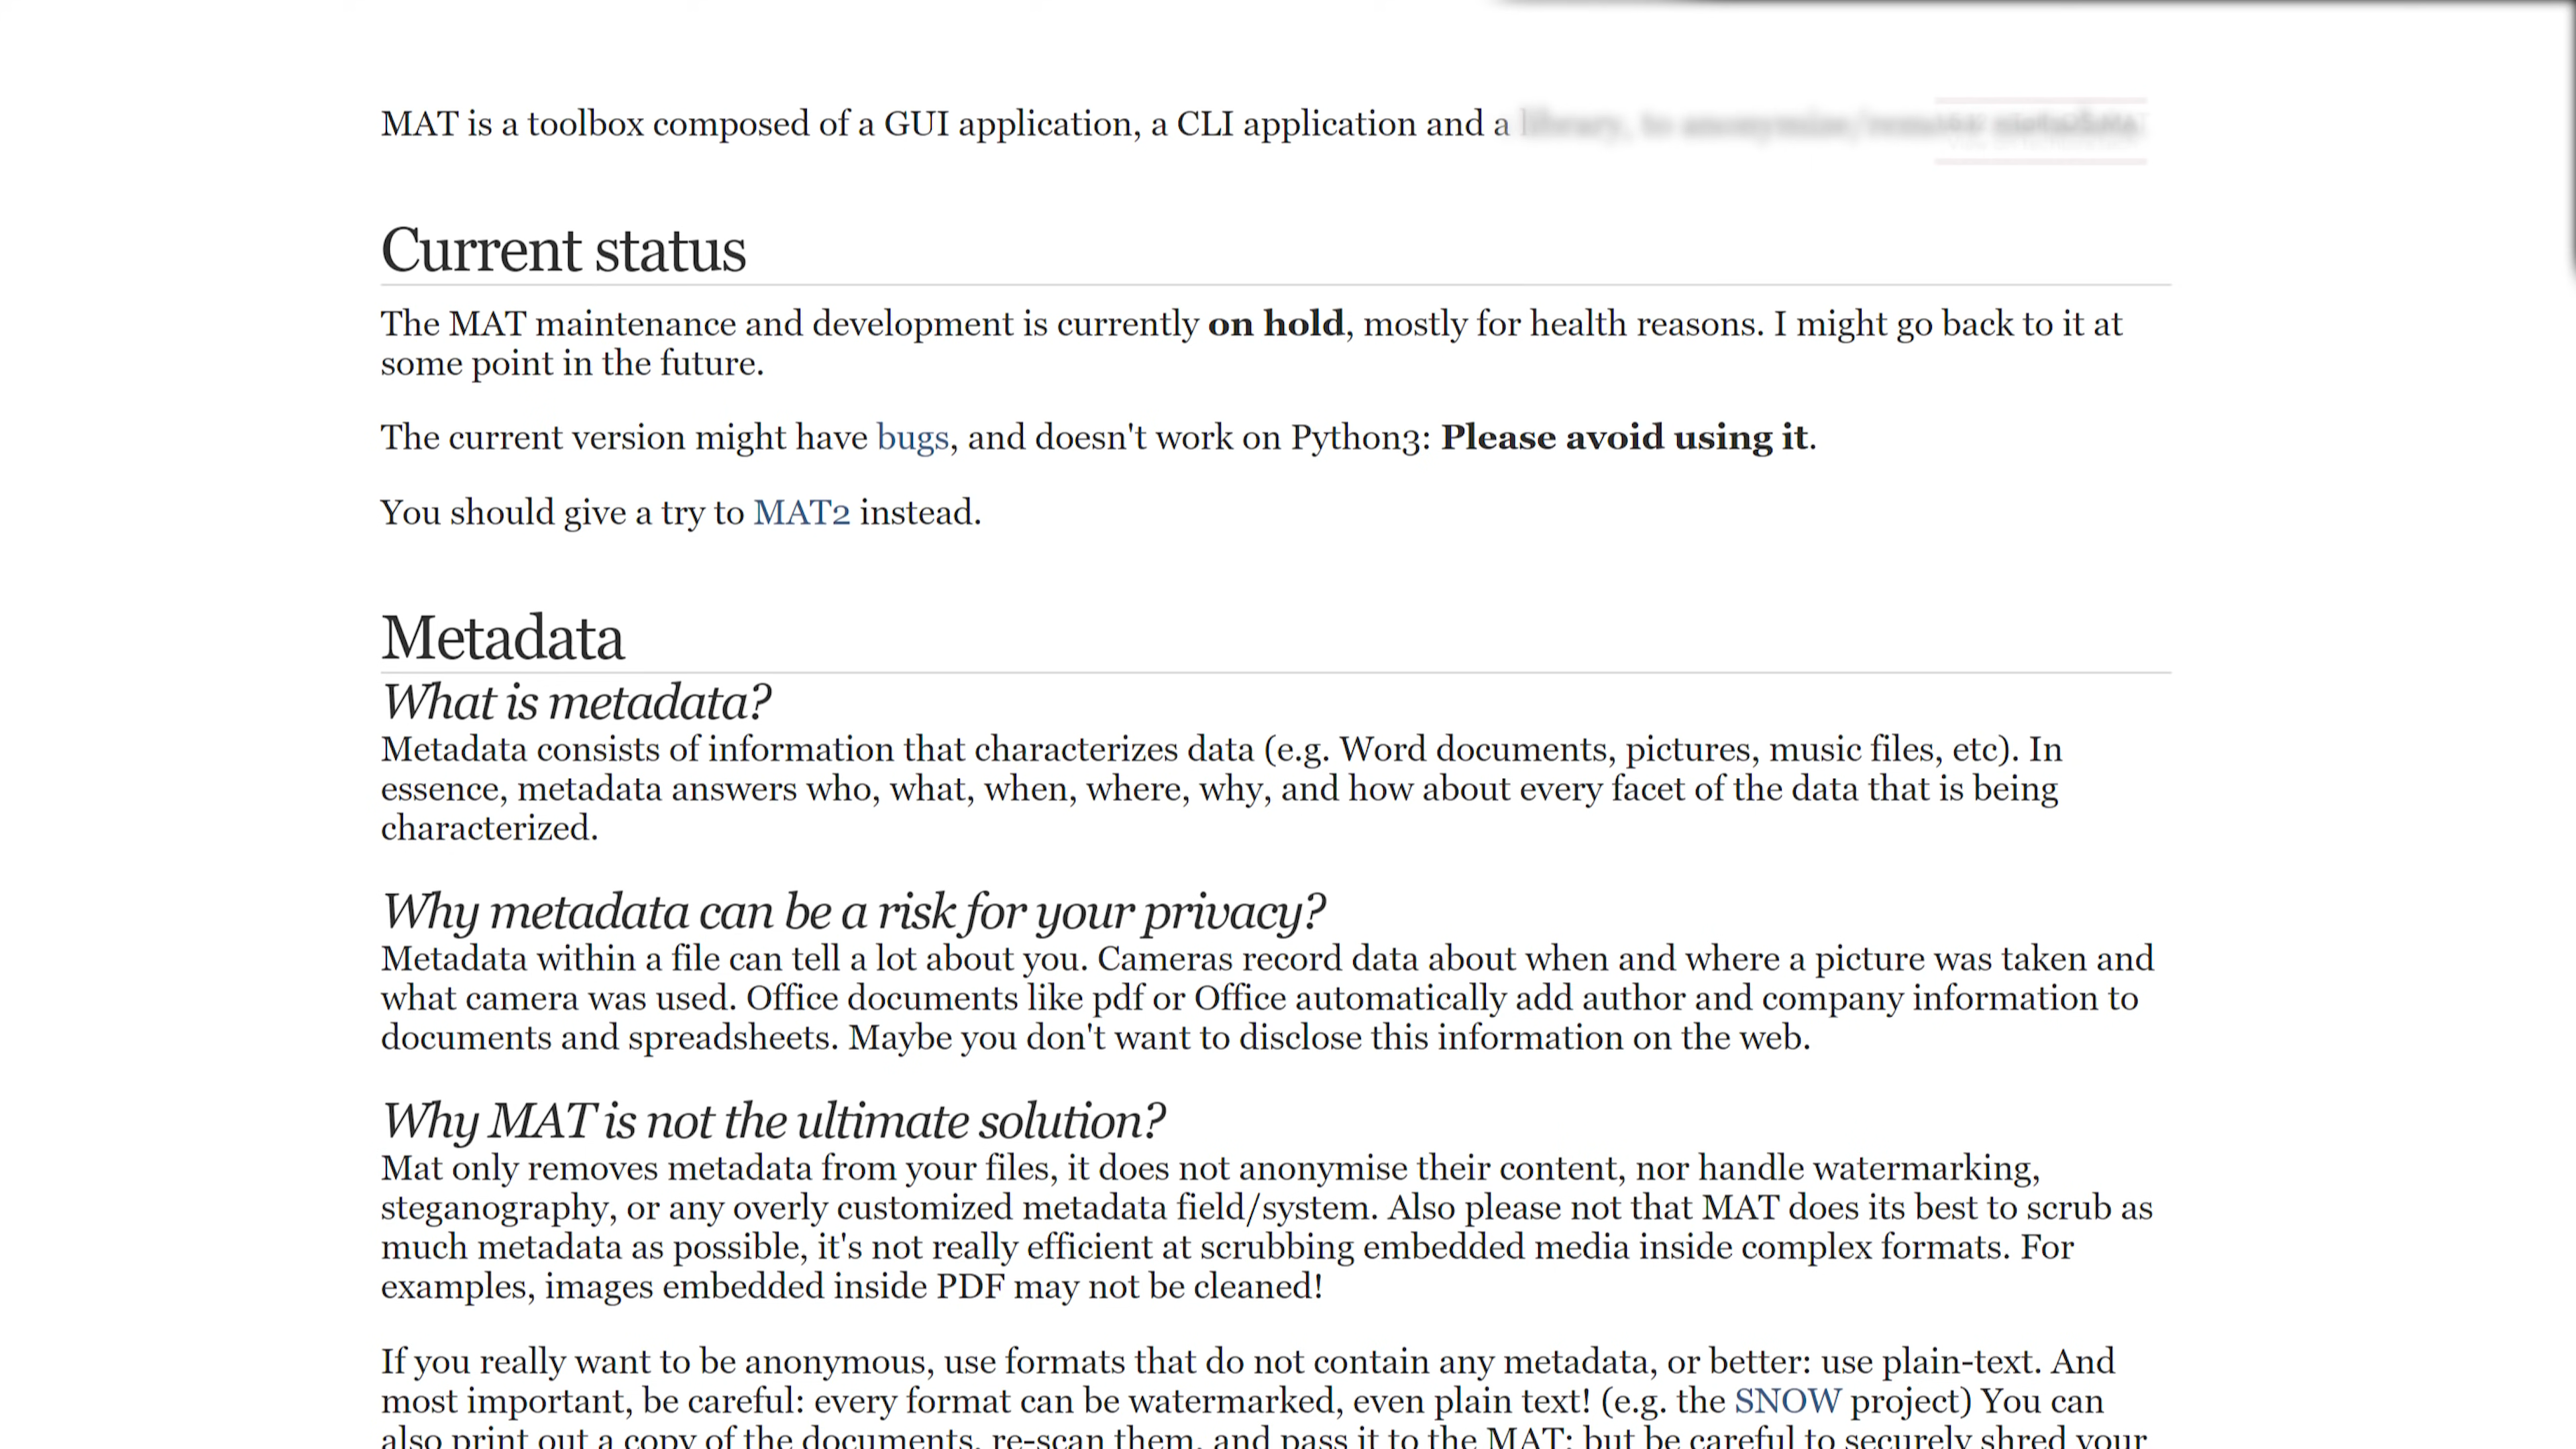 MAT is a toolbox composed of a GUI application, a CLI application and a
Current status
The MAT maintenance and development is currently on hold, mostly for health reasons. I might go back to it at
some point in the future.
The current version might have bugs, and doesn't work on Python3: Please avoid using it.
You should give a try to MAT2 instead.
Metadata
What is metadata?
Metadata consists of information that characterizes data (e.g. Word documents, pictures, music files, etc). In
essence, metadata answers who, what, when, where, why, and how about every facet of the data that is being
characterized.
Why metadata can be a risk for your privacy?
Metadata within a file can tell a lot about you. Cameras record data about when and where a picture was taken and
what camera was used. Office documents like pdf or Office automatically add author and company information to
documents and spreadsheets. Maybe you don't want to disclose this information on the web.
Why MAT is not the ultimate solution?
Mat only removes metadata from your files, it does not anonymise their content, nor handle watermarking,
steganography, or any overly customized metadata field/system. Also please not that MAT does its best to scrub as
much metadata as possible, it's not really efficient at scrubbing embedded media inside complex formats. For
examples, images embedded inside PDF may not be cleaned!
If you really want to be anonymous, use formats that do not contain any metadata, or better: use plain-text. And
most important, be careful: every format can be watermarked, even plain text! (e.g. the SNOW project) You can
also print out a copy of the documents, re-scan them, and pass it to the MAT; but be careful to securely shred your